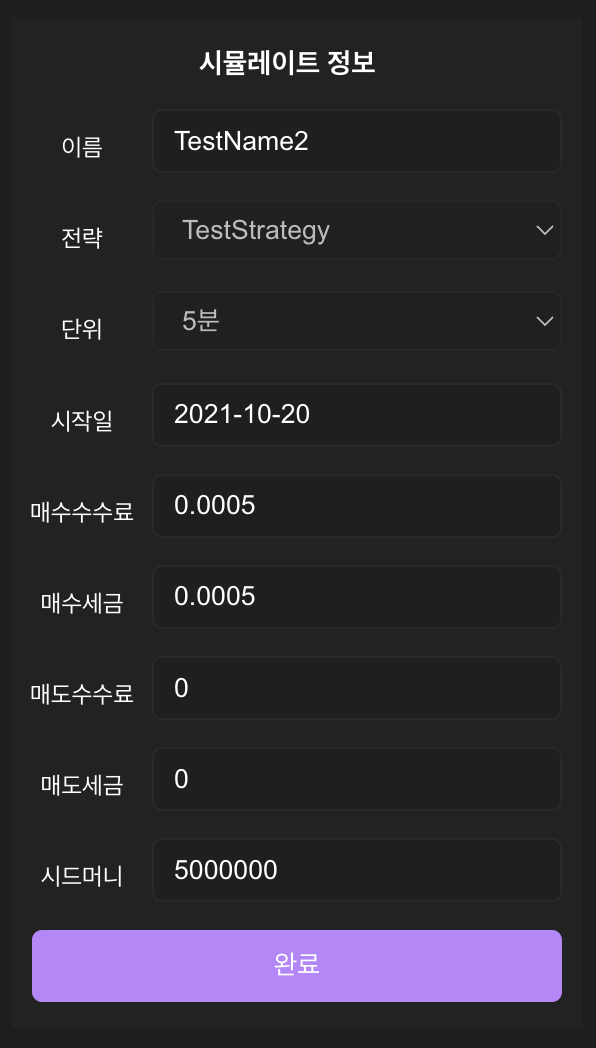 시뮬레이트 정보
이름 TestName2
전략 TestStrategy
단위 5분
시작일 2021-10-20
매수수수료 0.0005
매수세금 0.0005
매도수수료 0
매도세금 0
시드머니 5000000
완료